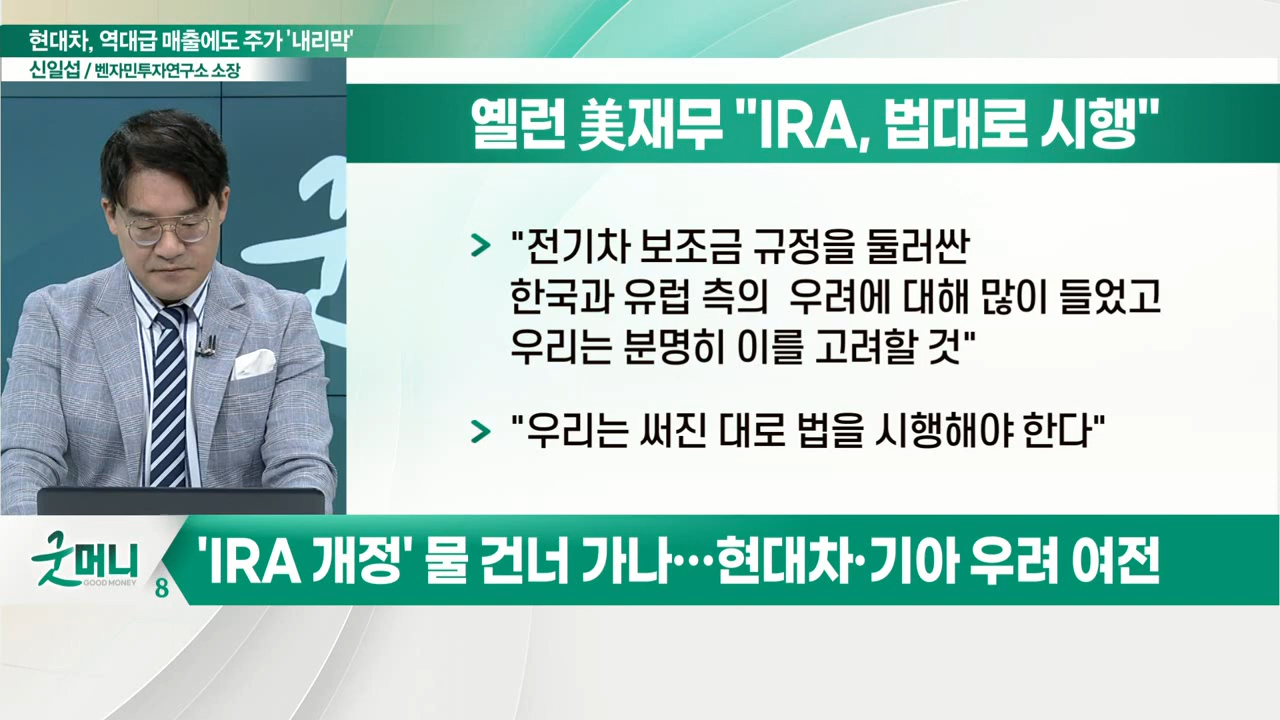 현대차, 역대급 매출에도 주가 '내리막'
신일섭 / 벤자민투자연구소 소장
옐런 美재무 "IRA, 법대로 시행"
"전기차 보조금 규정을 둘러싼
한국과 유럽 측의 우려에 대해 많이 들었고
우리는 분명히 이를 고려할 것"
"우리는 써진 대로 법을 시행해야 한다"
굿머니
GOOD MONEY
8
'IRA 개정' 물 건너 가나…현대차·기아 우려 여전